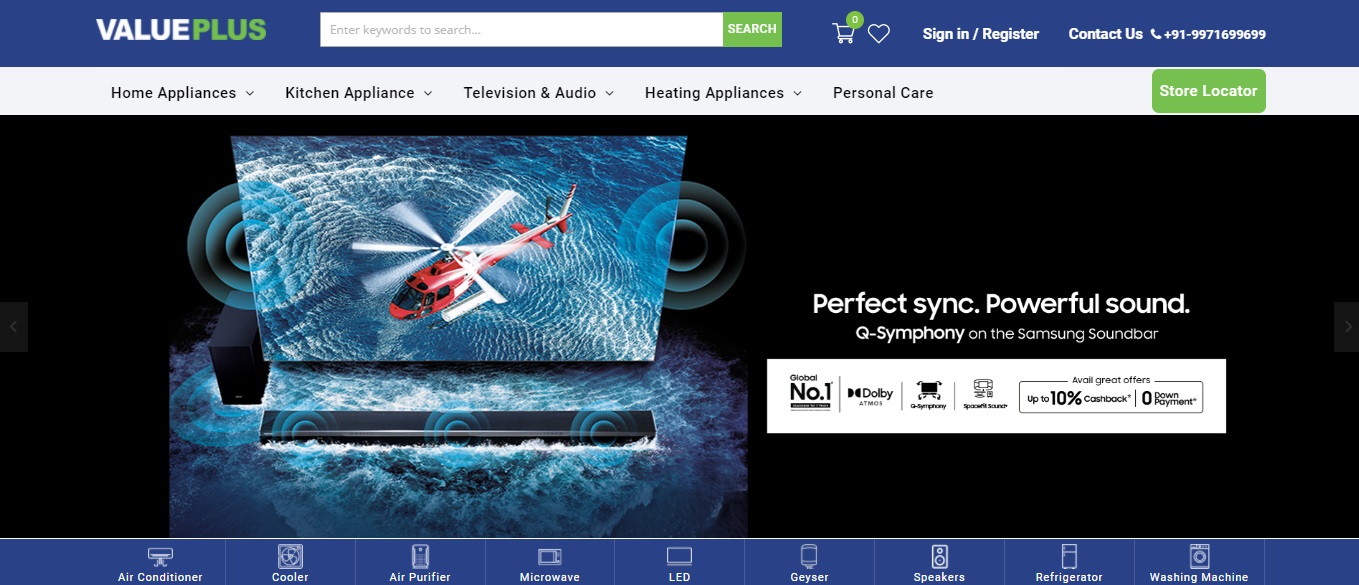 VALUEPLUS
Enter keywords to search...
SEARCH
0
Sign in / Register
Contact Us
+91-9971699699
Home Appliances
Kitchen Appliance
Television & Audio
Heating Appliances
Personal Care
Store Locator
Perfect sync. Powerful sound.
Q-Symphony on the Samsung Soundbar
Global
No.1
Dolby
ATMOS
Q-Symphony
SpaceFit Sound+
Avail great offers
Up to 10% Cashback*
0 Down Payment*
Air Conditioner
Cooler
Air Purifier
Microwave
LED
Geyser
Speakers
Refrigerator
Washing Machine